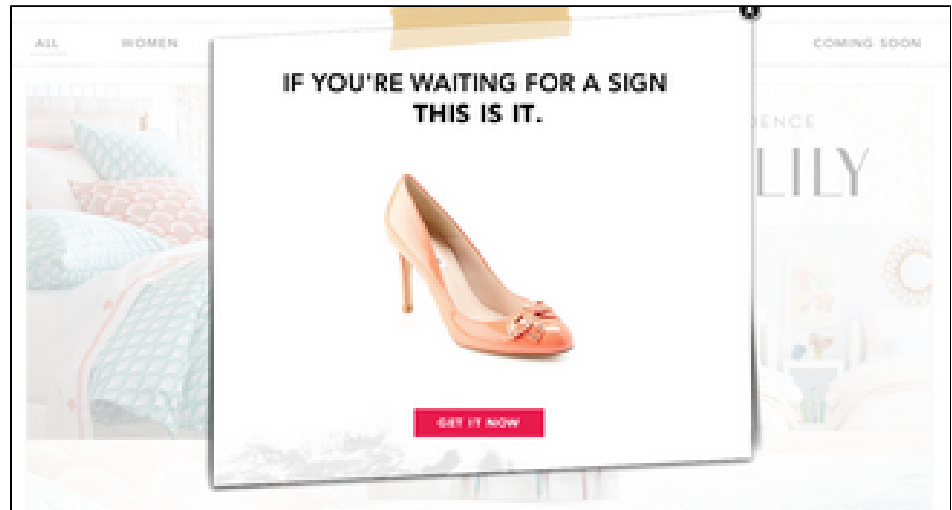 ALL
WOMEN
COMING SOON
IF YOU'RE WAITING FOR A SIGN
THIS IS IT.
LILY
GET IT NOW